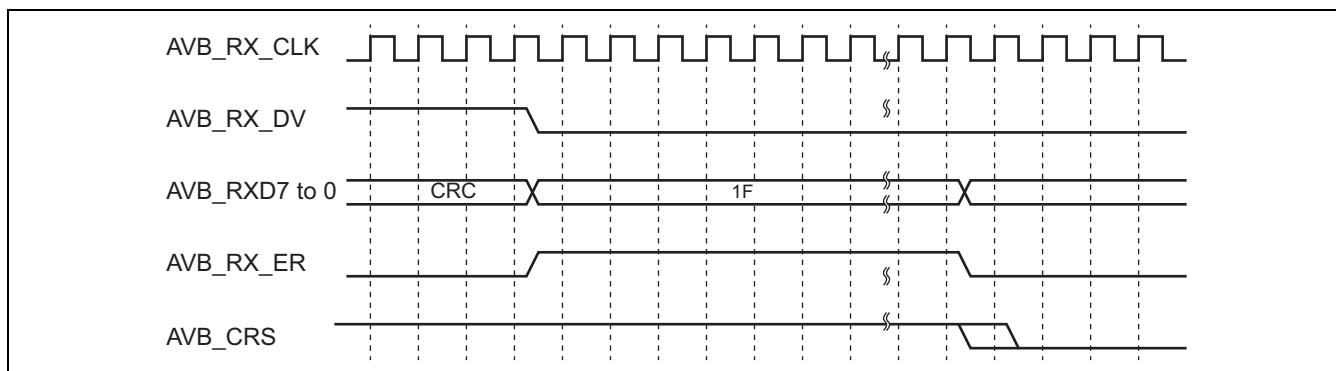 AVB_RX_CLK
AVB_RX_DV
AVB_RXD7 to 0 CRC 1F
AVB_RX_ER
AVB_CRS